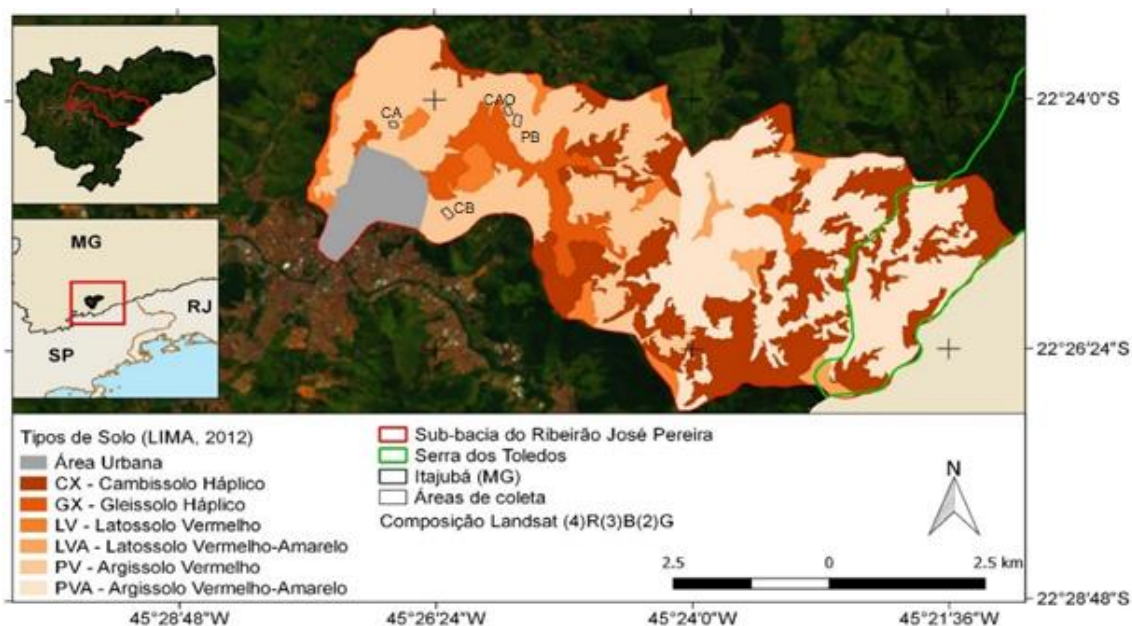 MG
RJ
SP
CA
CAO
PB
CB
22°24'0"S
22°26'24"S
22°28'48"S
Tipos de Solo (LIMA, 2012)
Área Urbana
CX - Cambissolo Háplico
GX - Gleissolo Háplico
LV - Latossolo Vermelho
LVA - Latossolo Vermelho-Amarelo
PV - Argissolo Vermelho
PVA - Argissolo Vermelho-Amarelo
Sub-bacia do Ribeirão José Pereira
Serra dos Toledos
Itajubá (MG)
Áreas de coleta
Composição Landsat (4)R(3)B(2)G
N
2.5 0 2.5 km
45°28'48"W 45°26'24"W 45°24'0"W 45°21'36"W